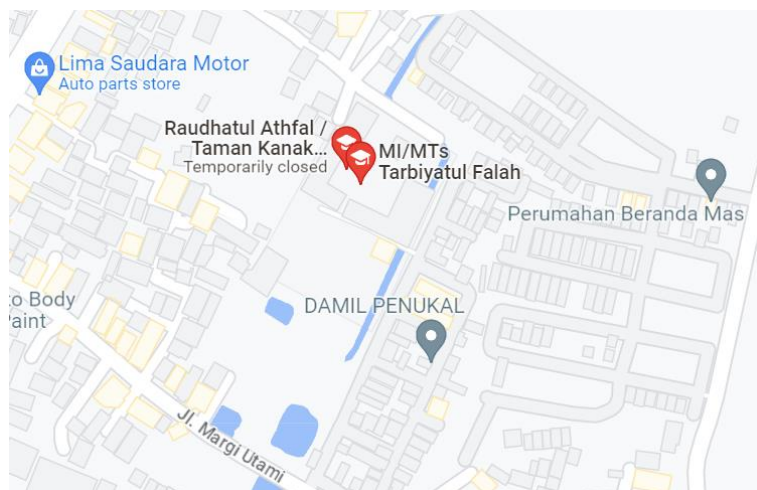 Lima Saudara Motor
Auto parts store
Raudhatul Athfal /
Taman Kanak...
Temporarily closed
MI/MTs
Tarbiyatul Falah
Perumahan Beranda Mas
to Body
Paint
DAMIL PENUKAL
Jl. Margi Utami